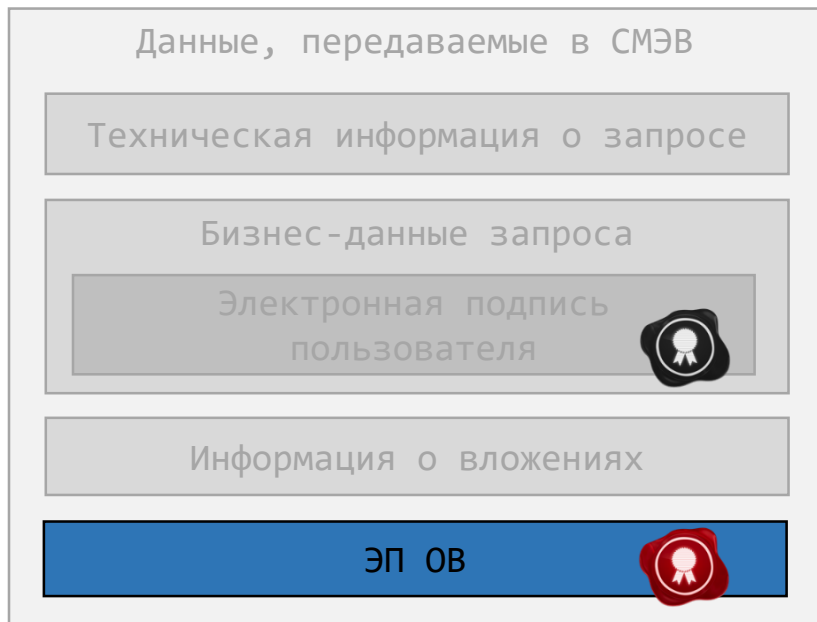 Данные, передаваемые в СМЭВ
Техническая информация о запросе
Бизнес-данные запроса
Электронная подпись
пользователя
Информация о вложениях
ЭП ОВ